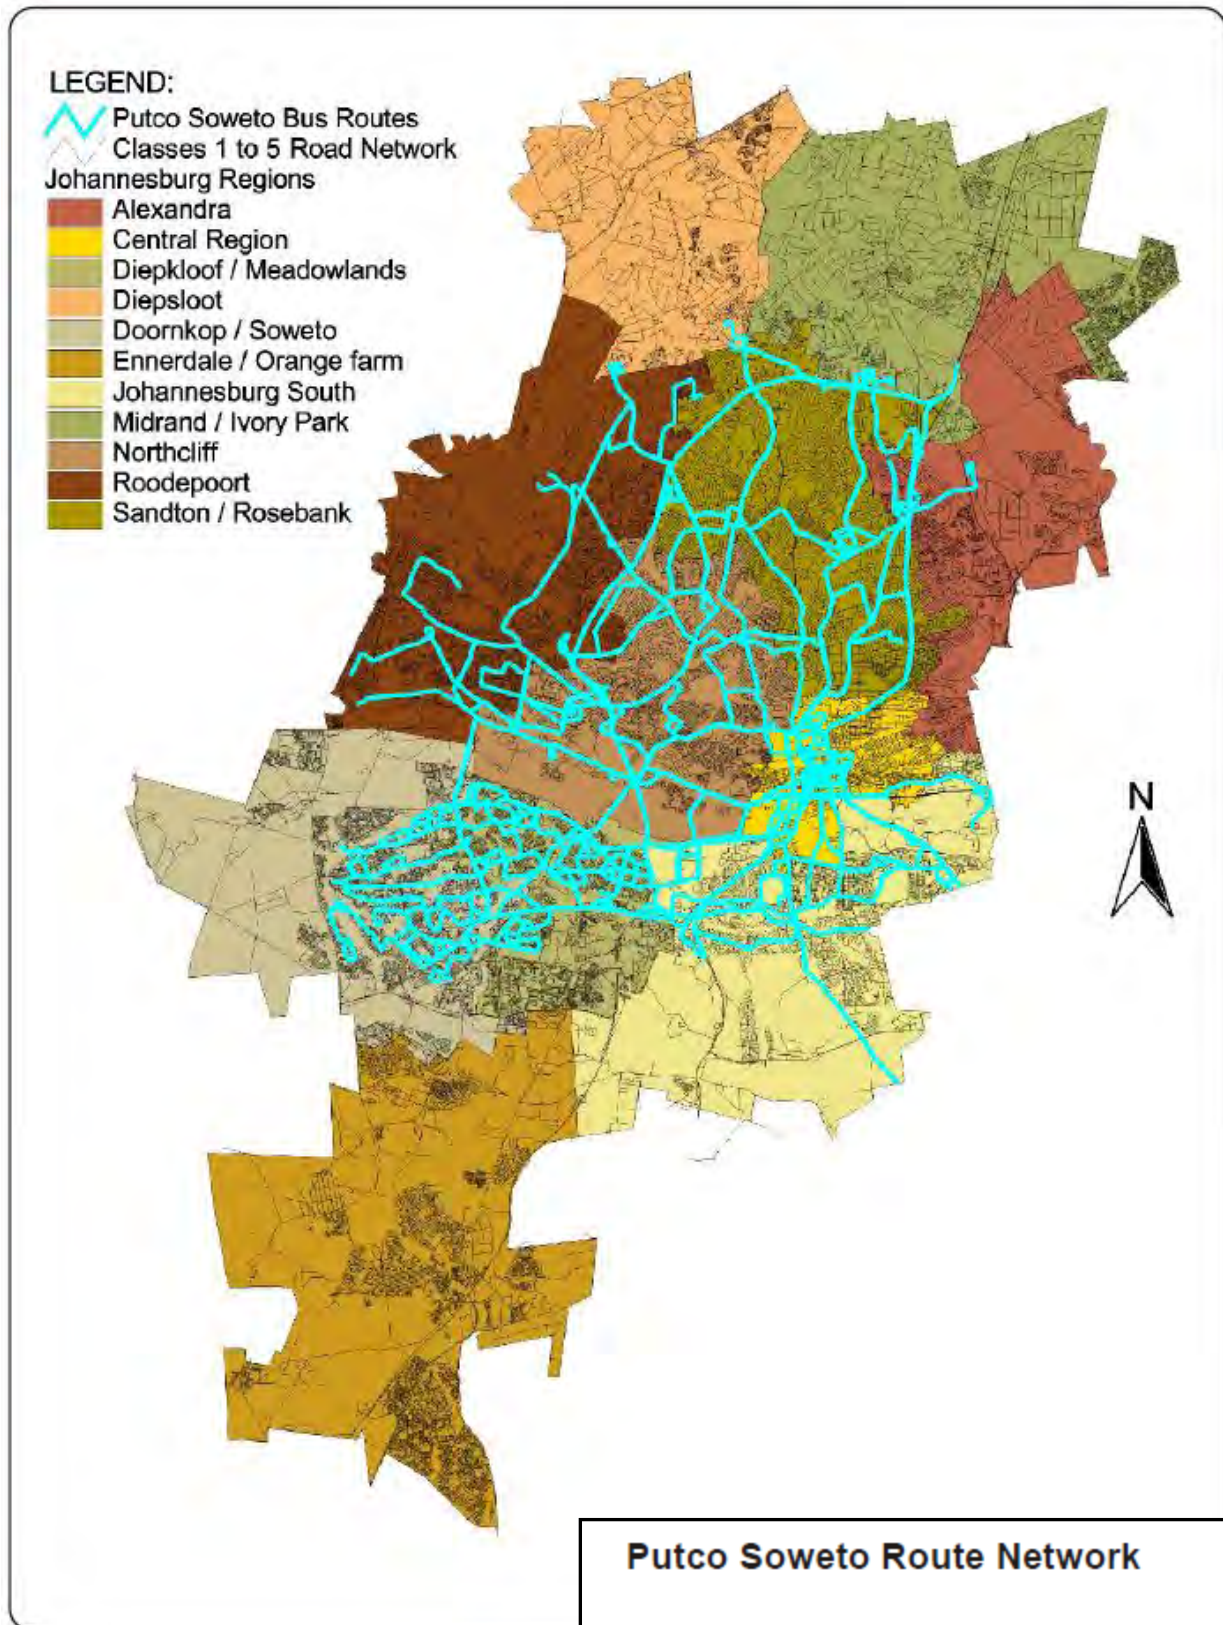 LEGEND:
Putco Soweto Bus Routes
Classes 1 to 5 Road Network
Johannesburg Regions
Alexandra
Central Region
Diepkloof / Meadowlands
Diepsloot
Doornkop / Soweto
Ennerdale / Orange farm
Johannesburg South
Midrand / Ivory Park
Northcliff
Roodepoort
Sandton / Rosebank
N
Putco Soweto Route Network